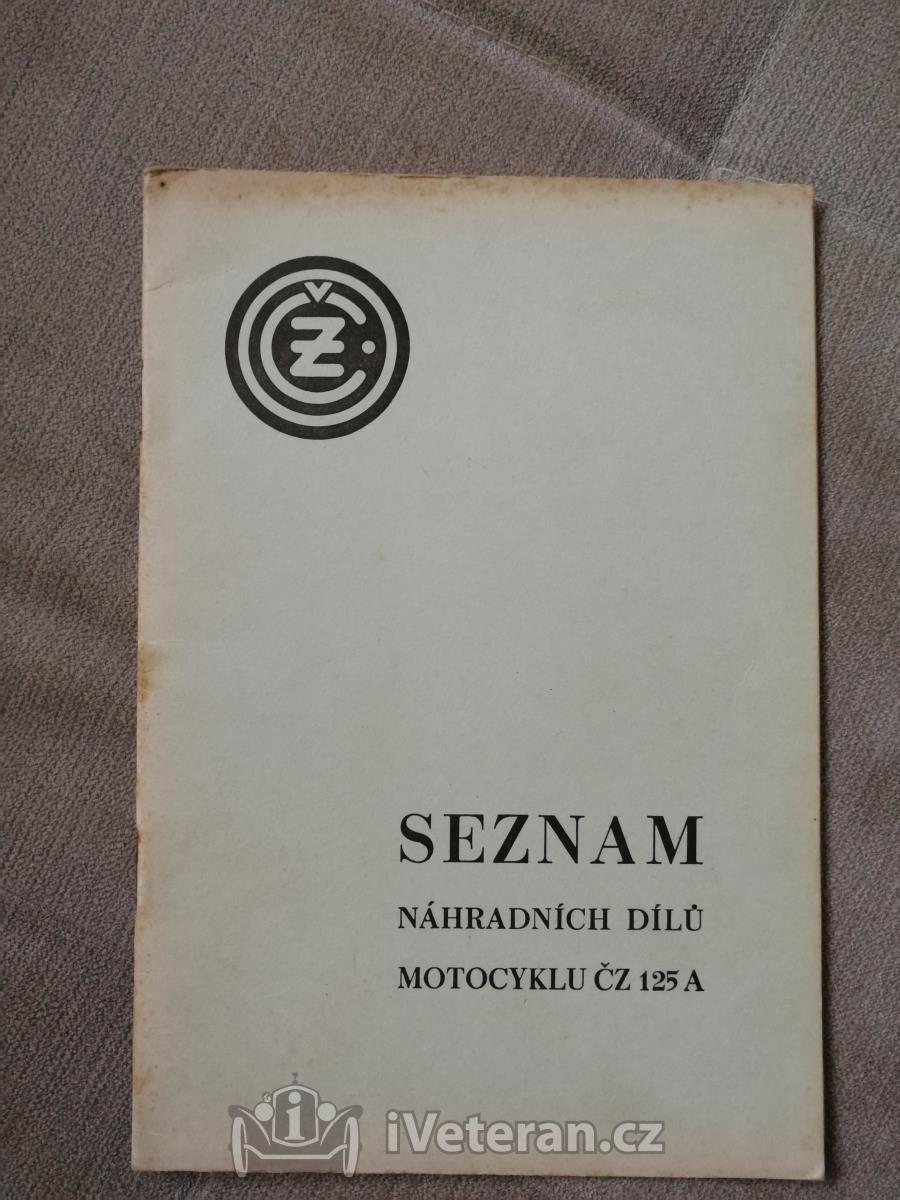 ČZ
SEZNAM
NÁHRADNÍCH DÍLŮ
MOTOCYKLU ČZ 125 A
iVeteran.cz